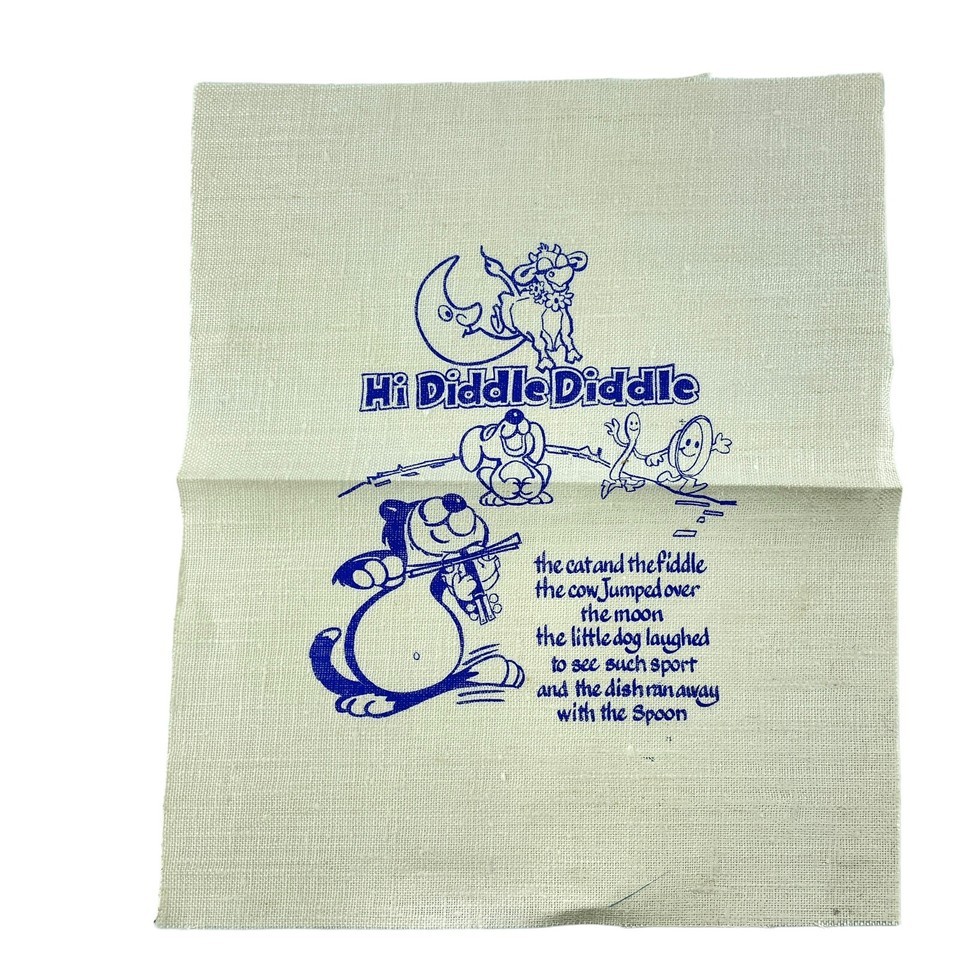 Hi Diddle Diddle
the cat and the fiddle
the cow Jumped over
the moon
the little dog laughed
to see such sport
and the dish ran away
with the Spoon